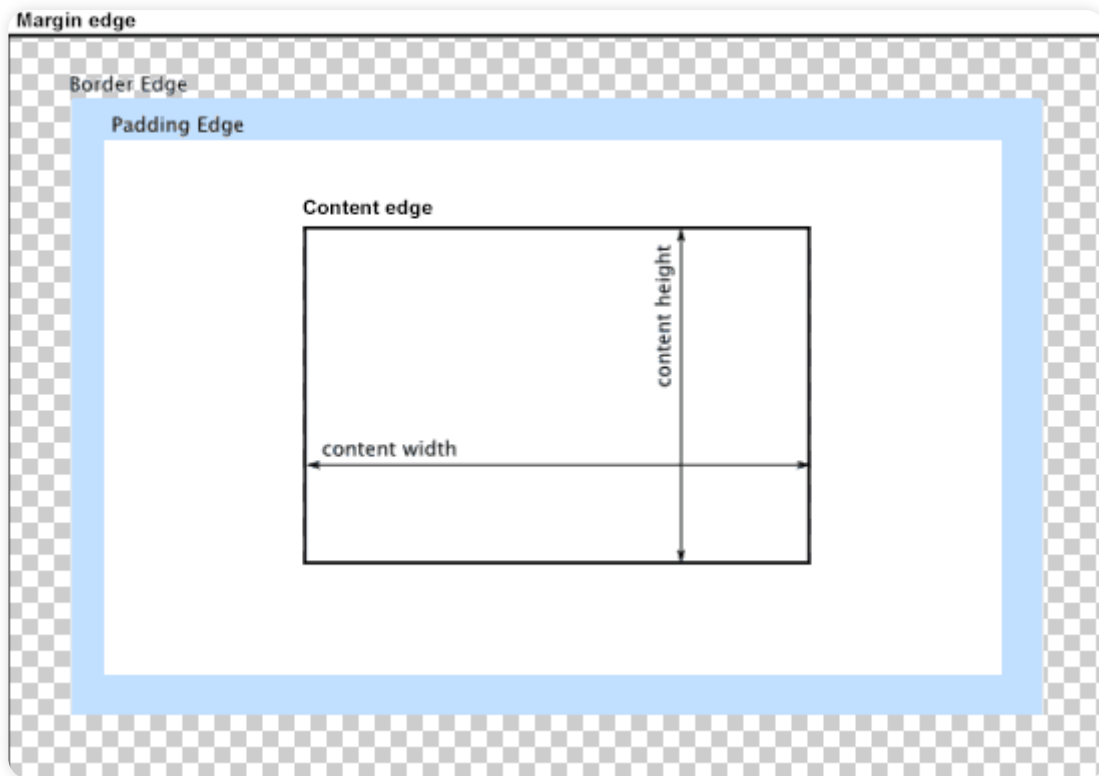 Margin edge
Border Edge
Padding Edge
Content edge
content height
content width